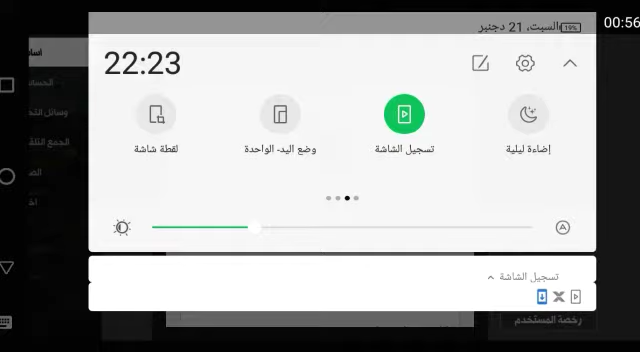 00:56
السبت، 21 دجنبر
19%
22:23
إضاءة ليلية
تسجيل الشاشة
وضع اليد- الواحدة
لقطة شاشة
A
تسجيل الشاشة
رخصة المستخدم